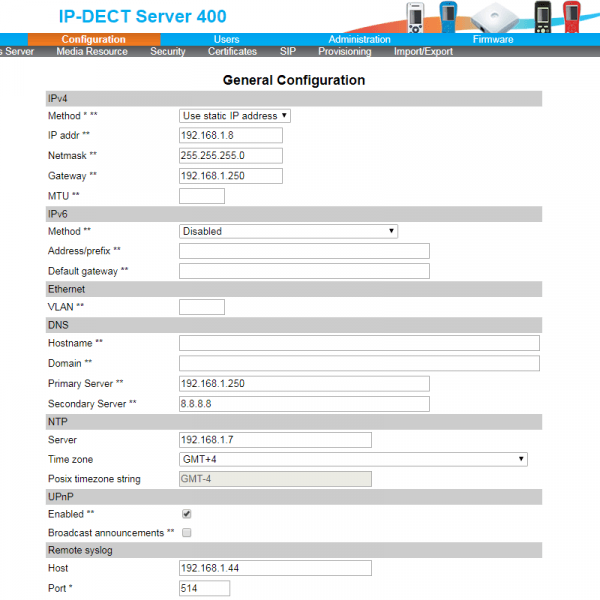 IP-DECT Server 400
Configuration Users Administration Firmware
s Server Media Resource Security Certificates SIP Provisioning Import/Export
General Configuration
IPv4
Method * ** Use static IP address
IP addr ** 192.168.1.8
Netmask ** 255.255.255.0
Gateway ** 192.168.1.250
MTU **
IPv6
Method ** Disabled
Address/prefix **
Default gateway **
Ethernet
VLAN **
DNS
Hostname **
Domain **
Primary Server ** 192.168.1.250
Secondary Server ** 8.8.8.8
NTP
Server 192.168.1.7
Time zone GMT+4
Posix timezone string GMT-4
UPnP
Enabled **
Broadcast announcements **
Remote syslog
Host 192.168.1.44
Port * 514